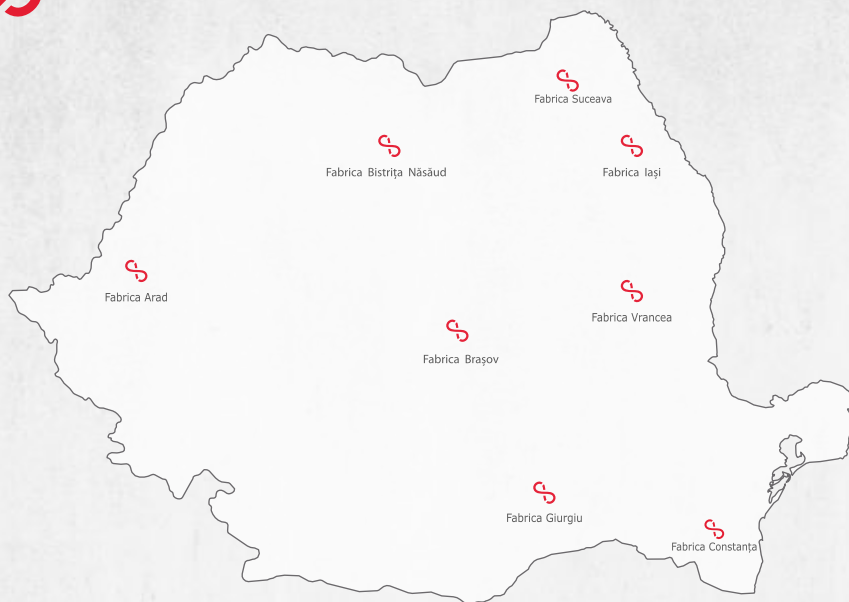 Fabrica Suceava
Fabrica Bistrița Năsăud
Fabrica Iași
Fabrica Arad
Fabrica Vrancea
Fabrica Brașov
Fabrica Giurgiu
Fabrica Constanța